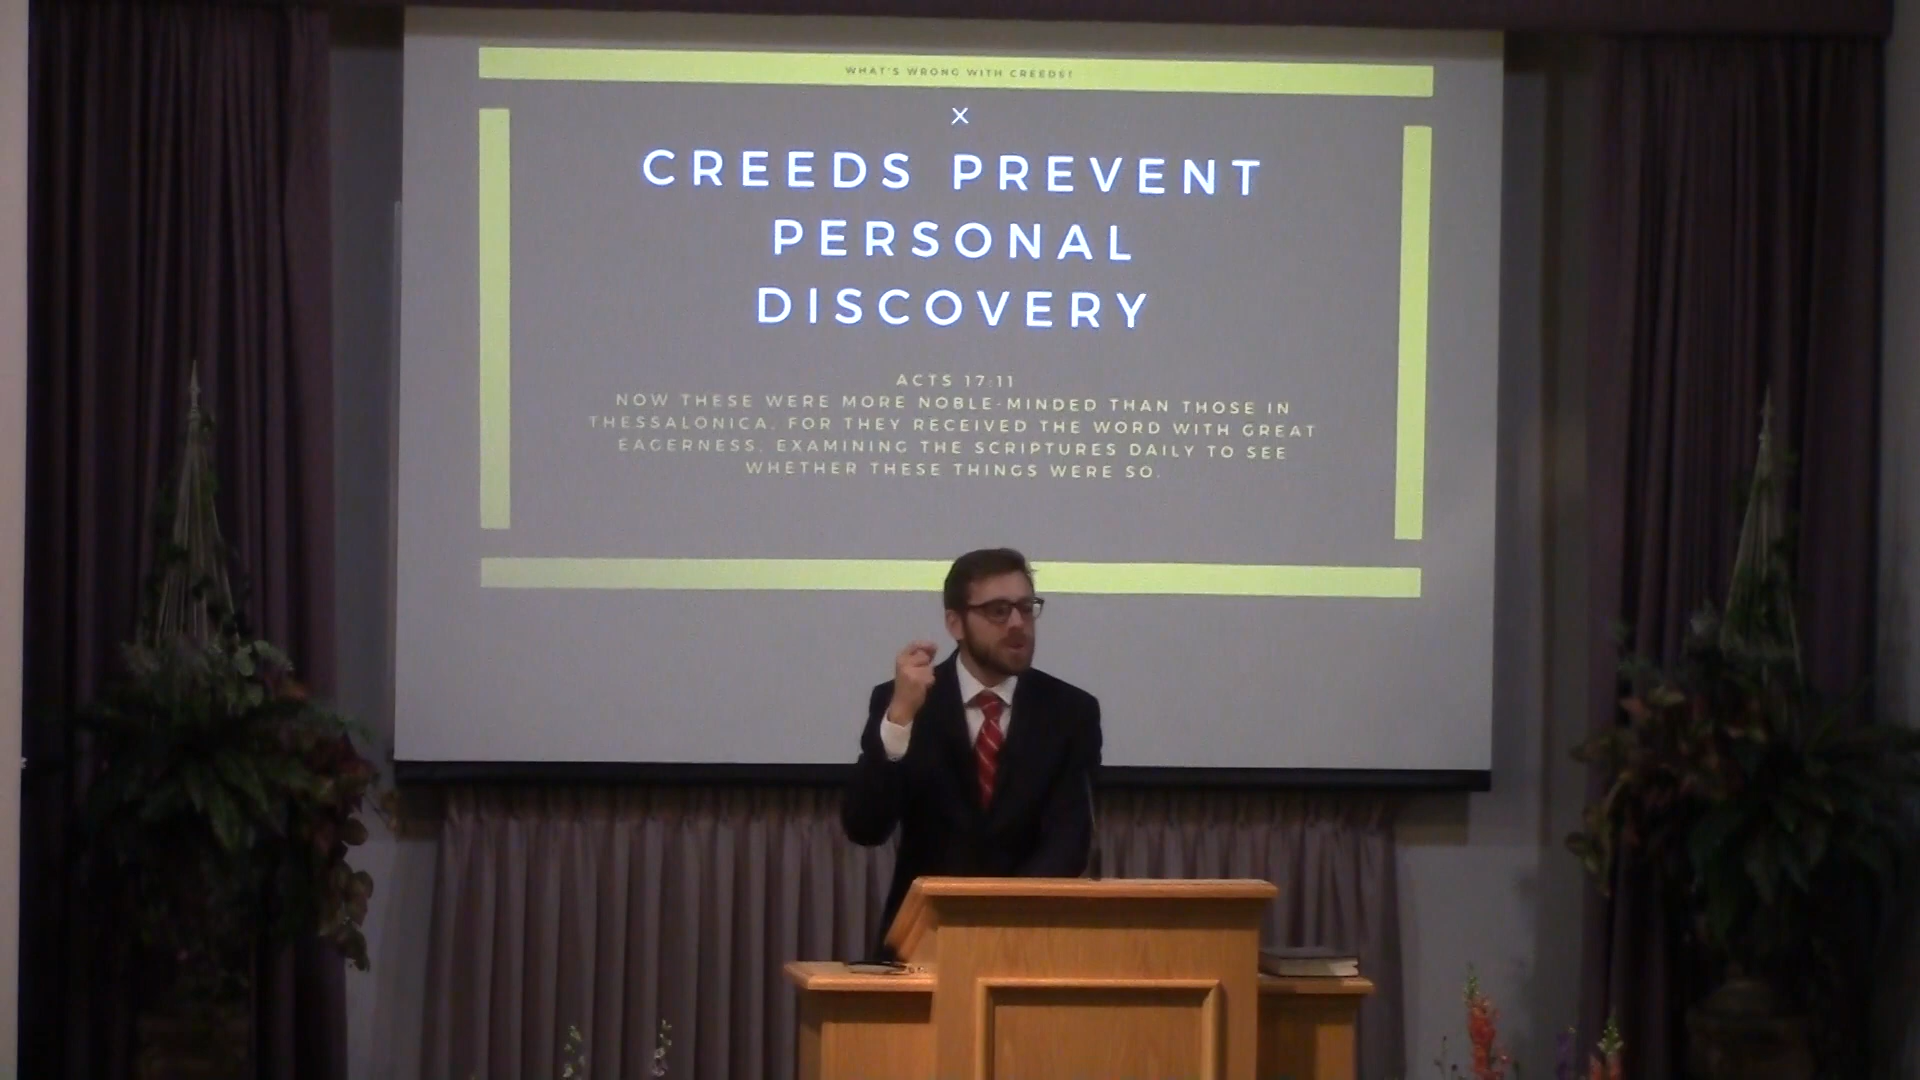 WHAT'S WRONG WITH CREEDS?
X
CREEDS PREVENT
PERSONAL
DISCOVERY
ACTS 17:11
NOW THESE WERE MORE NOBLE-MINDED THAN THOSE IN
THESSALONICA, FOR THEY RECEIVED THE WORD WITH GREAT
EAGERNESS, EXAMINING THE SCRIPTURES DAILY TO SEE
WHETHER THESE THINGS WERE SO.